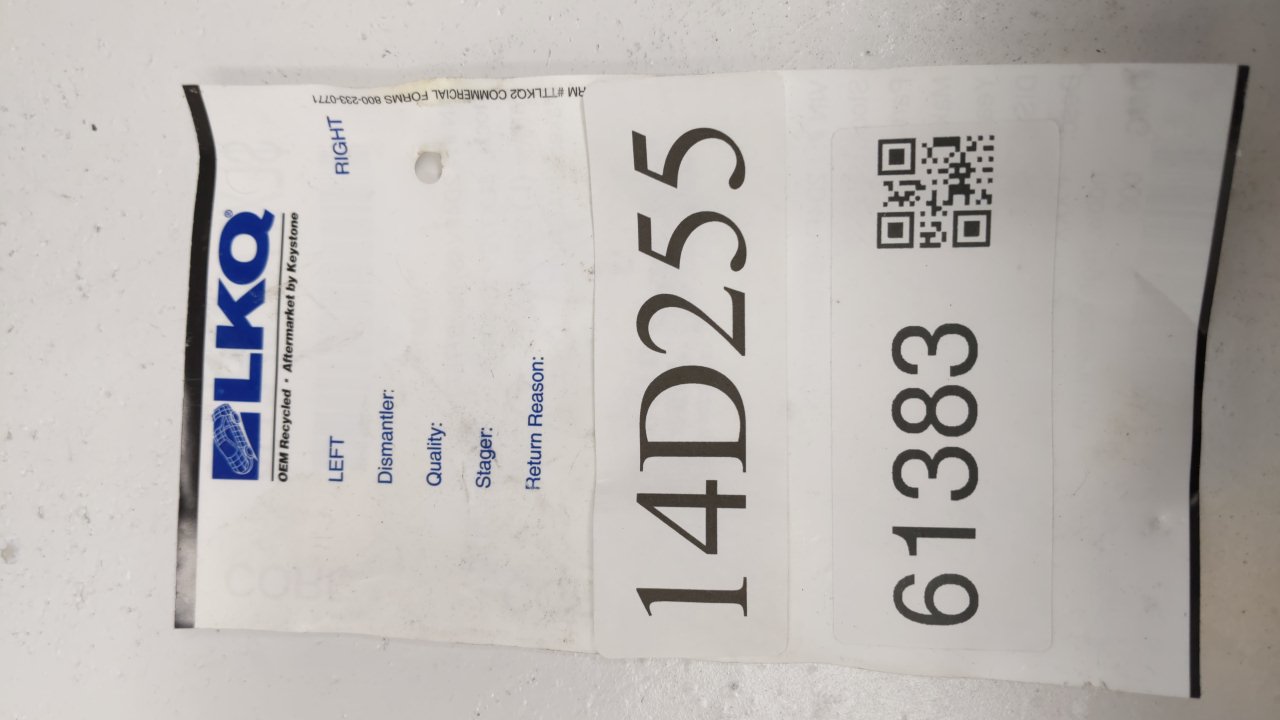 LKQ®
OEM Recycled • Aftermarket by Keystone
LEFT RIGHT
Dismantler:
Quality:
Stager:
Return Reason:
RM #TTLKQ2 COMMERCIAL FORMS 800-233-0771
14D255
61383